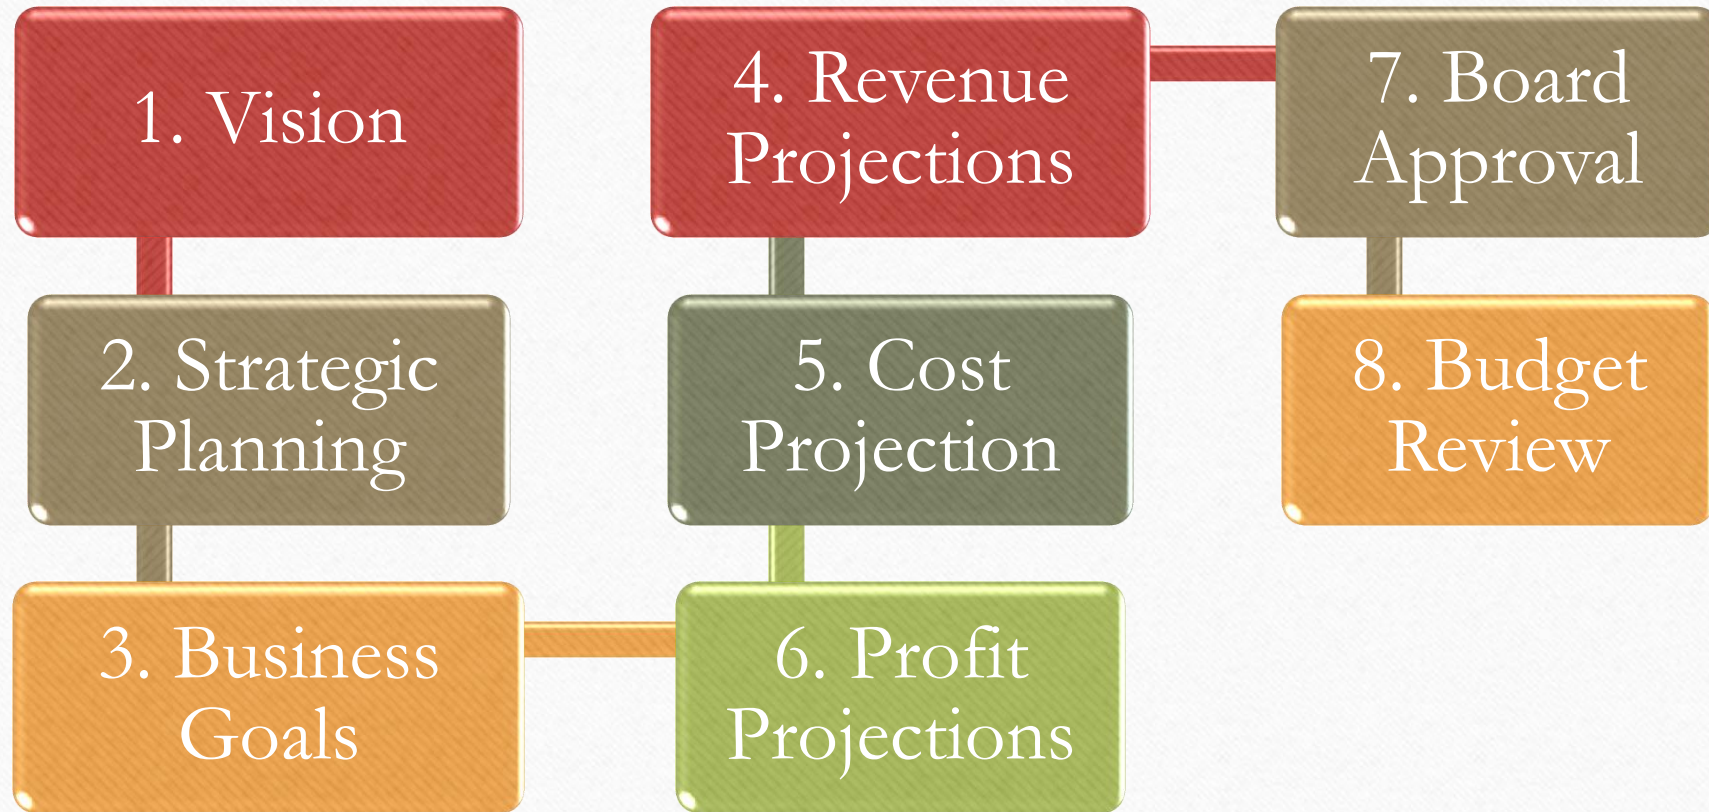 1. Vision
2. Strategic
Planning
3. Business
Goals
4. Revenue
Projections
5. Cost
Projection
6. Profit
Projections
7. Board
Approval
8. Budget
Review